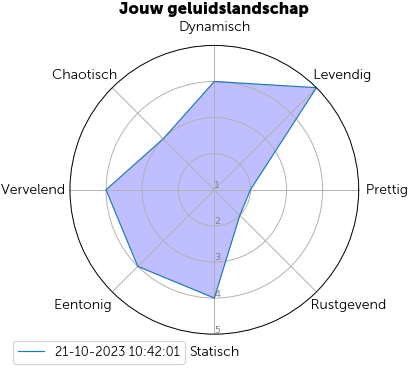 Jouw geluidslandschap
Dynamisch
Chaotisch
Levendig
Vervelend
1
Prettig
2
3
4
Eentonig
Rustgevend
5
21-10-2023 10:42:01
Statisch